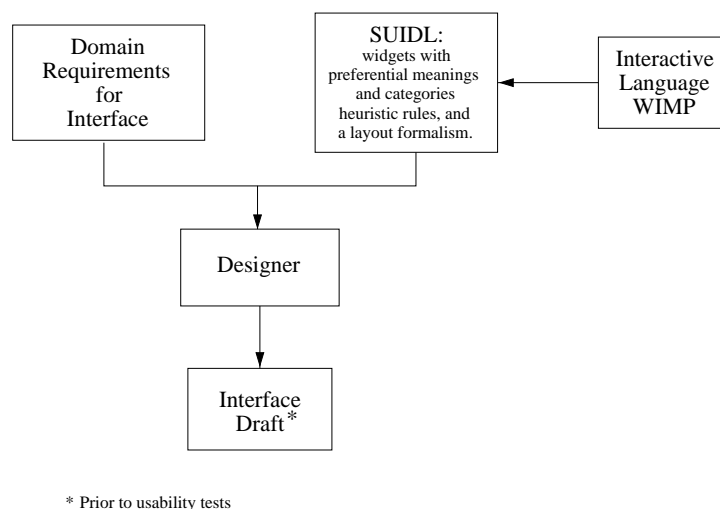 Domain
Requirements
for
Interface
SUIDL:
widgets with
preferential meanings
and categories
heuristic rules, and
a layout formalism.
Interactive
Language
WIMP
Designer
Interface
Draft*
* Prior to usability tests